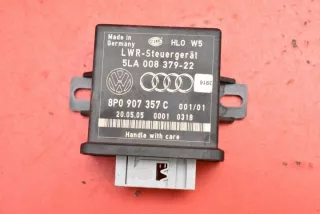 Made in
Germany
HLO W5
LWR-Steuergerät
5LA 008 379-22
8P0 907 357 C 001/01
20.05.05 0001 0318
Handle with care